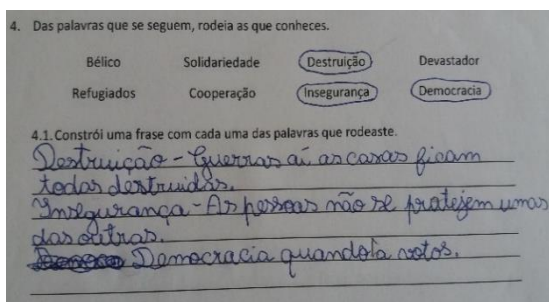 4. Das palavras que se seguem, rodeia as que conheces.
Bélico Solidariedade Destruição Devastador
Refugiados Cooperação Insegurança Democracia
4.1. Constrói uma frase com cada uma das palavras que rodeaste.
Destruição - Guerras aí as casas ficam
todas destruídas.
Insegurança - As pessoas não se protejem umas
das outras.
Democracia quando a votos.